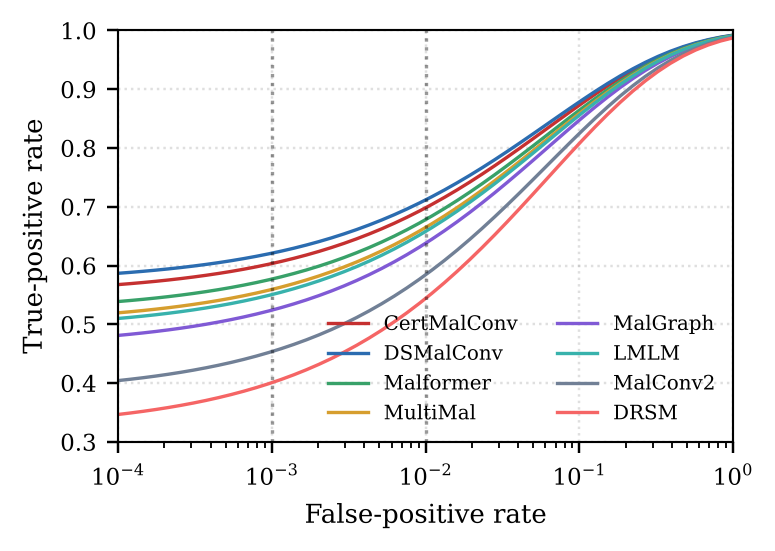 1.0
0.9
0.8
0.7
0.6
0.5
0.4
0.3
True-positive rate
CertMalConv
DSMalConv
Malformer
MultiMal
MalGraph
LMLM
MalConv2
DRSM
10⁻⁴
10⁻³
10⁻²
10⁻¹
10⁰
False-positive rate